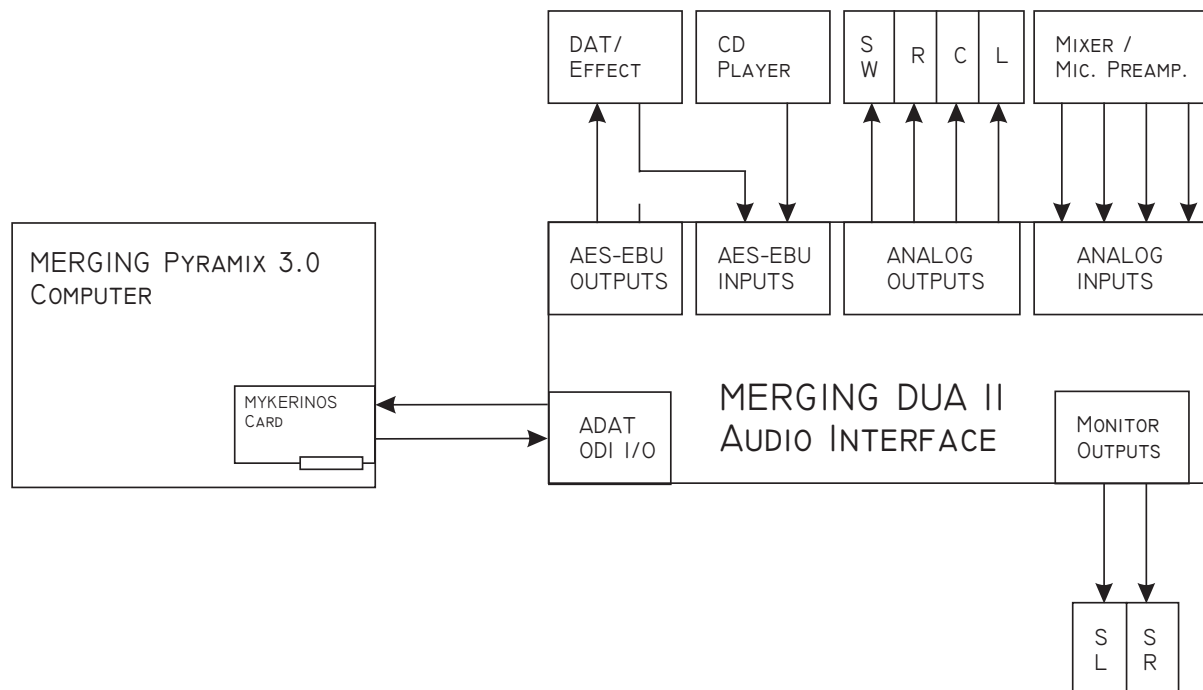 DAT/
EFFECT
CD
PLAYER
S
W
R
C
L
MIXER /
MIC. PREAMP.
MERGING PYRAMIX 3.0
COMPUTER
AES-EBU
OUTPUTS
AES-EBU
INPUTS
ANALOG
OUTPUTS
ANALOG
INPUTS
MYKERINOS
CARD
ADAT
ODI I/O
MERGING DUA II
AUDIO INTERFACE
MONITOR
OUTPUTS
S
L
S
R